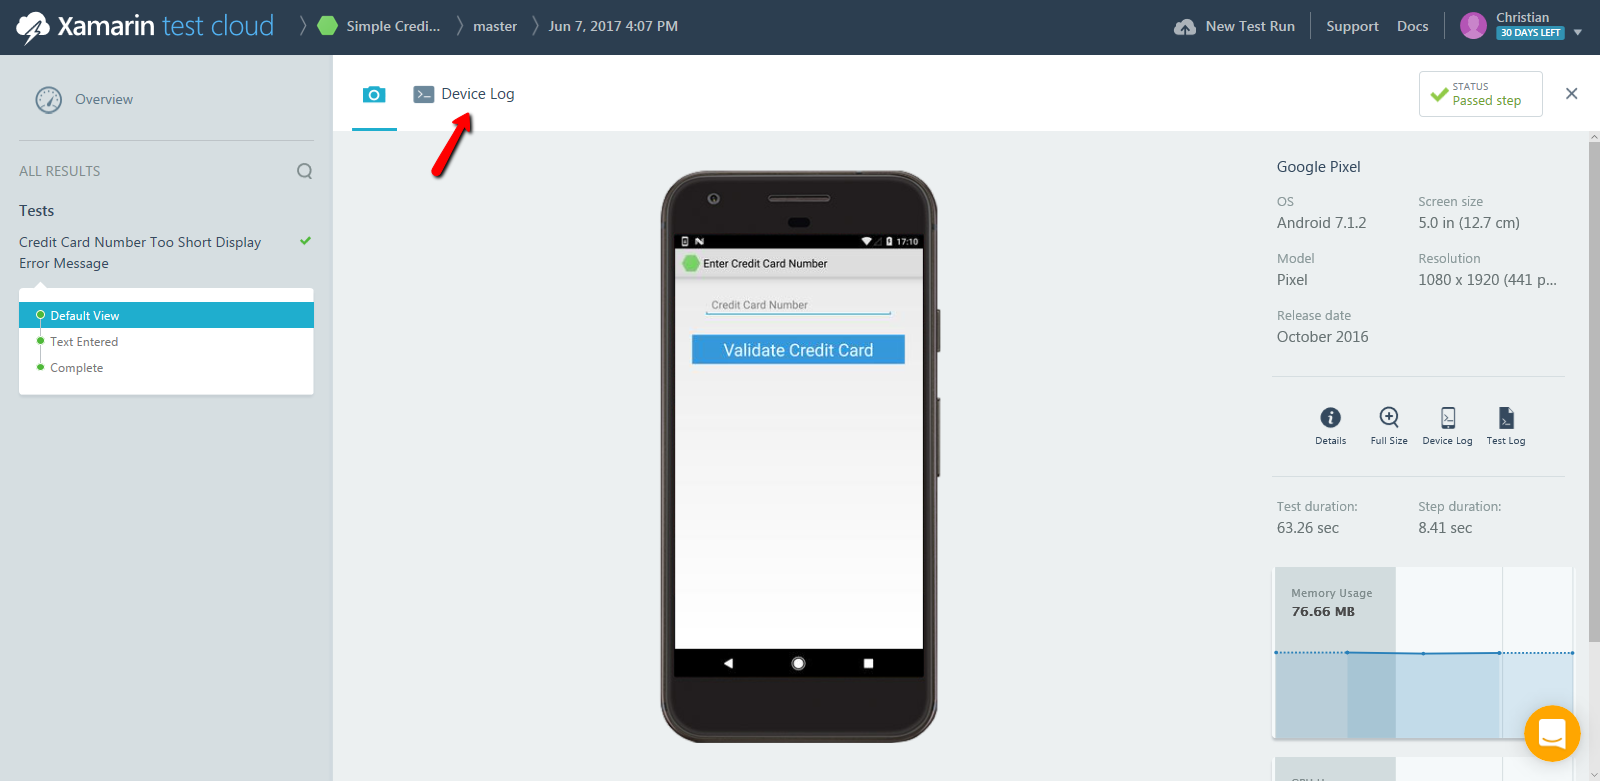 Xamarin test cloud
Simple Credi...
master
Jun 7, 2017 4:07 PM
New Test Run
Support
Docs
Christian
30 DAYS LEFT
Overview
ALL RESULTS
Tests
Credit Card Number Too Short Display
Error Message
Default View
Text Entered
Complete
Device Log
STATUS
Passed step
17:10
Enter Credit Card Number
Credit Card Number
Validate Credit Card
Google Pixel
OS
Screen size
Android 7.1.2
5.0 in (12.7 cm)
Model
Resolution
Pixel
1080 x 1920 (441 p...
Release date
October 2016
Details
Full Size
Device Log
Test Log
Test duration:
Step duration:
63.26 sec
8.41 sec
Memory Usage
76.66 MB